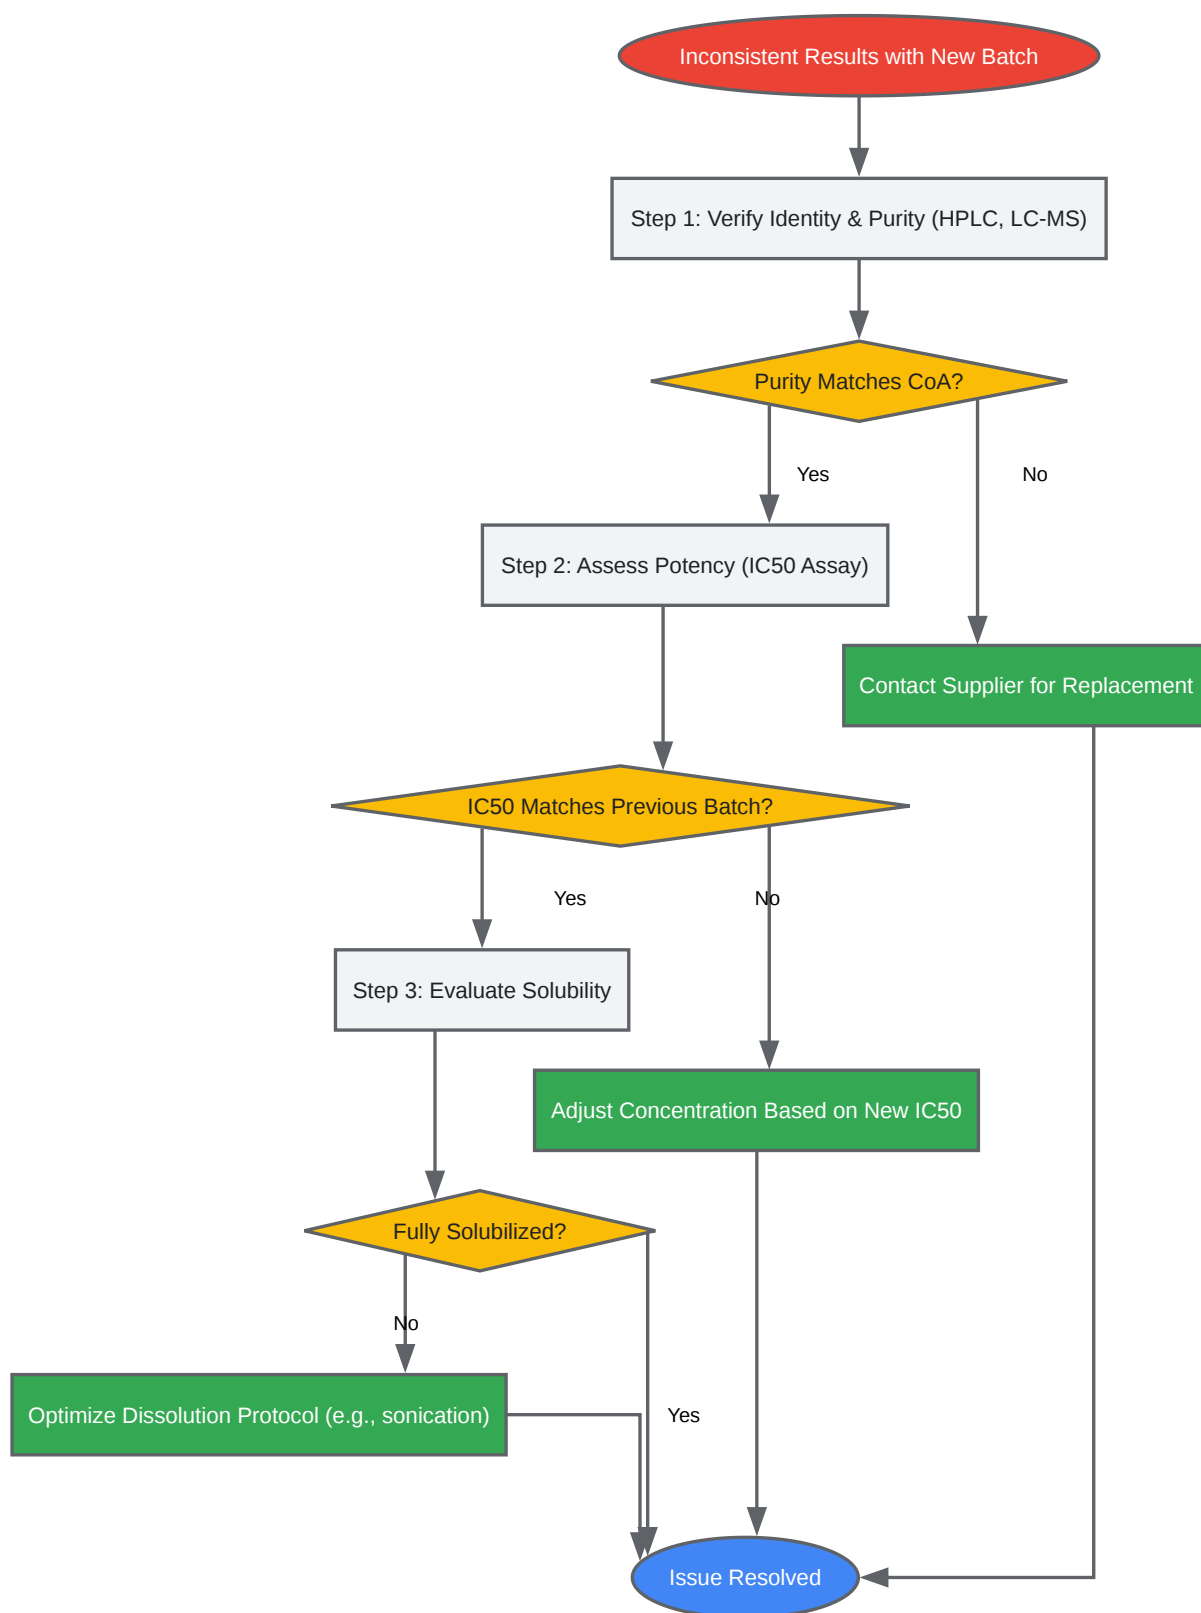 Inconsistent Results with New Batch
Step 1: Verify Identity & Purity (HPLC, LC-MS)
Purity Matches CoA?
Yes
No
Step 2: Assess Potency (IC50 Assay)
Contact Supplier for Replacement
IC50 Matches Previous Batch?
Yes
No
Step 3: Evaluate Solubility
Adjust Concentration Based on New IC50
Fully Solubilized?
No
Optimize Dissolution Protocol (e.g., sonication)
Yes
Issue Resolved